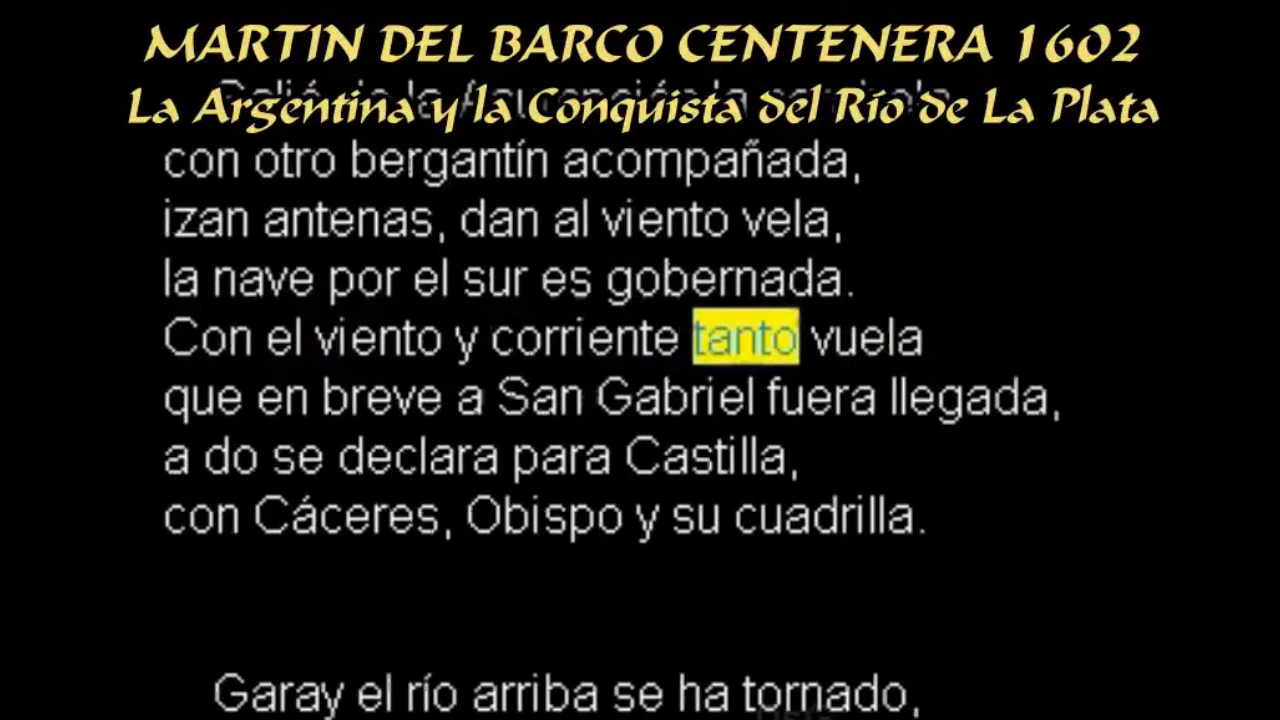 MARTIN DEL BARCO CENTENERA 1602
La Argentina y la Conquista del Río de La Plata
con otro bergantín acompañada,
izan antenas, dan al viento vela,
la nave por el sur es gobernada.
Con el viento y corriente tanto vuela
que en breve a San Gabriel fuera llegada,
a do se declara para Castilla,
con Cáceres, Obispo y su cuadrilla.
Garay el río arriba se ha tornado,